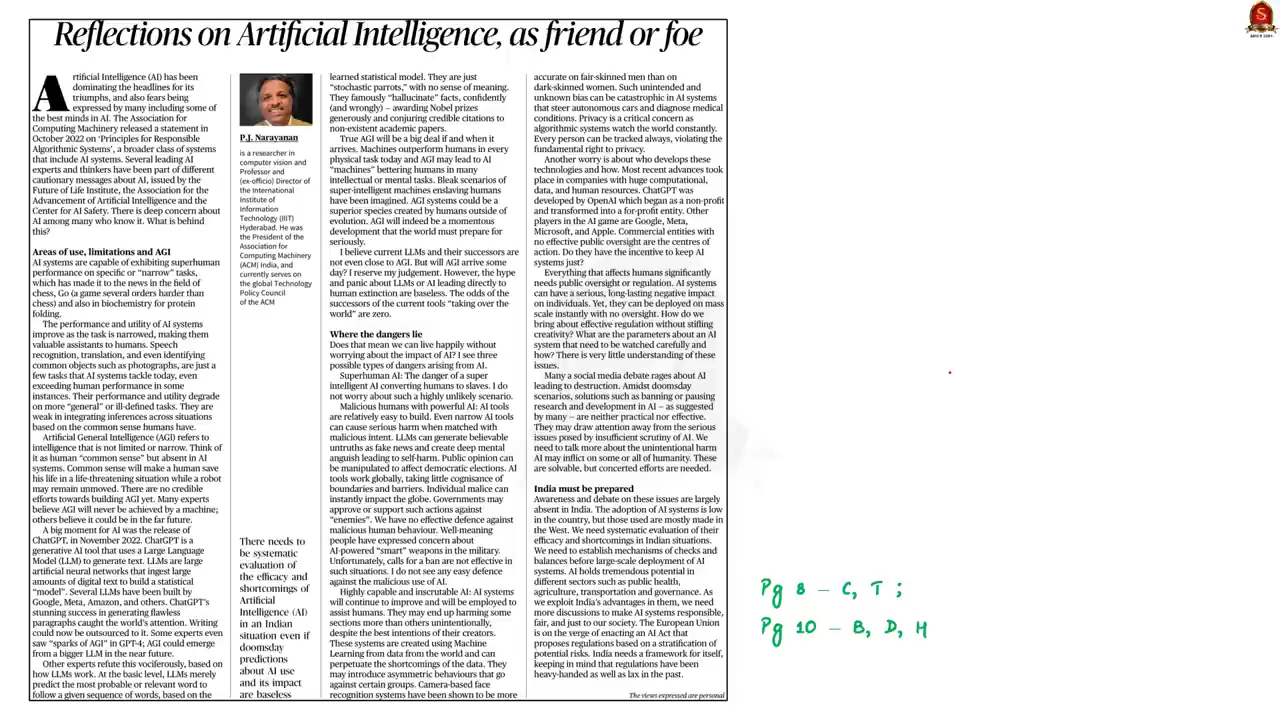 Reflections on Artificial Intelligence, as friend or foe
Artificial Intelligence (AI) has been
dominating the headlines for its
triumphs, and also fears being
expressed by many including some of
the best minds in AI. The Association for
Computing Machinery released a statement in
October 2022 on ‘Principles for Responsible
Algorithmic Systems’, a broader class of systems
that include AI systems. Several leading AI
experts and thinkers have been part of different
cautionary messages about AI, issued by the
Future of Life Institute, the Association for the
Advancement of Artificial Intelligence and the
Center for AI Safety. There is deep concern about
AI among many who know it. What is behind
this?
Areas of use, limitations and AGI
AI systems are capable of exhibiting superhuman
performance on specific or “narrow” tasks,
which has made it to the news in the field of
chess, Go (a game several orders harder than
chess) and also in biochemistry for protein
folding.
The performance and utility of AI systems
improve as the task is narrowed, making them
valuable assistants to humans. Speech
recognition, translation, and even identifying
common objects such as photographs, are just a
few tasks that AI systems tackle today, even
exceeding human performance in some
instances. Their performance and utility degrade
on more “general” or ill-defined tasks. They are
weak in integrating inferences across situations
based on the common sense humans have.
Artificial General Intelligence (AGI) refers to
intelligence that is not limited or narrow. Think of
it as human “common sense” but absent in AI
systems. Common sense will make a human save
his life in a life-threatening situation while a robot
may remain unmoved. There are no credible
efforts towards building AGI yet. Many experts
believe AGI will never be achieved by a machine;
others believe it could be in the far future.
A big moment for AI was the release of
ChatGPT, in November 2022. ChatGPT is a
generative AI tool that uses a Large Language
Model (LLM) to generate text. LLMs are large
artificial neural networks that ingest large
amounts of digital text to build a statistical
“model”. Several LLMs have been built by
Google, Meta, Amazon, and others. ChatGPT’s
stunning success in generating flawless
paragraphs caught the world’s attention. Writing
could now be outsourced to it. Some experts even
saw “sparks of AGI” in GPT-4; AGI could emerge
from a bigger LLM in the near future.
Other experts refute this vociferously, based on
how LLMs work. At the basic level, LLMs merely
predict the most probable or relevant word to
follow a given sequence of words, based on the
P.J. Narayanan
is a researcher in
computer vision and
Professor and
(ex-officio) Director of
the International
Institute of
Information
Technology (IIIT)
Hyderabad. He was
the President of the
Association for
Computing Machinery
(ACM) India, and
currently serves on
the global Technology
Policy Council
of the ACM
There needs to
be systematic
evaluation of
the efficacy and
shortcomings of
Artificial
Intelligence (AI)
in an Indian
situation even if
doomsday
predictions
about AI use
and its impact
are baseless
learned statistical model. They are just
“stochastic parrots,” with no sense of meaning.
They famously “hallucinate” facts, confidently
(and wrongly) – awarding Nobel prizes
generously and conjuring credible citations to
non-existent academic papers.
True AGI will be a big deal if and when it
arrives. Machines outperform humans in every
physical task today and AGI may lead to AI
“machines” bettering humans in many
intellectual or mental tasks. Bleak scenarios of
super-intelligent machines enslaving humans
have been imagined. AGI systems could be a
superior species created by humans outside of
evolution. AGI will indeed be a momentous
development that the world must prepare for
seriously.
I believe current LLMs and their successors are
not even close to AGI. But will AGI arrive some
day? I reserve my judgement. However, the hype
and panic about LLMs or AI leading directly to
human extinction are baseless. The odds of the
successors of the current tools “taking over the
world” are zero.
Where the dangers lie
Does that mean we can live happily without
worrying about the impact of AI? I see three
possible types of dangers arising from AI.
Superhuman AI: The danger of a super
intelligent AI converting humans to slaves. I do
not worry about such a highly unlikely scenario.
Malicious humans with powerful AI: AI tools
are relatively easy to build. Even narrow AI tools
can cause serious harm when matched with
malicious intent. LLMs can generate believable
untruths as fake news and create deep mental
anguish leading to self-harm. Public opinion can
be manipulated to affect democratic elections. AI
tools work globally, taking little cognisance of
boundaries and barriers. Individual malice can
instantly impact the globe. Governments may
approve or support such actions against
“enemies”. We have no effective defence against
malicious human behaviour. Well-meaning
people have expressed concern about
AI-powered “smart” weapons in the military.
Unfortunately, calls for a ban are not effective in
such situations. I do not see any easy defence
against the malicious use of AI.
Highly capable and inscrutable AI: AI systems
will continue to improve and will be employed to
assist humans. They may end up harming some
sections more than others unintentionally,
despite the best intentions of their creators.
These systems are created using Machine
Learning from data from the world and can
perpetuate the shortcomings of the data. They
may introduce asymmetric behaviours that go
against certain groups. Camera-based face
recognition systems have been shown to be more
accurate on fair-skinned men than on
dark-skinned women. Such unintended and
unknown bias can be catastrophic in AI systems
that steer autonomous cars and diagnose medical
conditions. Privacy is a critical concern as
algorithmic systems watch the world constantly.
Every person can be tracked always, violating the
fundamental right to privacy.
Another worry is about who develops these
technologies and how. Most recent advances took
place in companies with huge computational,
data, and human resources. ChatGPT was
developed by OpenAI which began as a non-profit
and transformed into a for-profit entity. Other
players in the AI game are Google, Meta,
Microsoft, and Apple. Commercial entities with
no effective public oversight are the centres of
action. Do they have the incentive to keep AI
systems just?
Everything that affects humans significantly
needs public oversight or regulation. AI systems
can have a serious, long-lasting negative impact
on individuals. Yet, they can be deployed on mass
scale instantly with no oversight. How do we
bring about effective regulation without stifling
creativity? What are the parameters about an AI
system that need to be watched carefully and
how? There is very little understanding of these
issues.
Many a social media debate rages about AI
leading to destruction. Amidst doomsday
scenarios, solutions such as banning or pausing
research and development in AI – as suggested
by many – are neither practical nor effective.
They may draw attention away from the serious
issues posed by insufficient scrutiny of AI. We
need to talk more about the unintentional harm
AI may inflict on some or all of humanity. These
are solvable, but concerted efforts are needed.
India must be prepared
Awareness and debate on these issues are largely
absent in India. The adoption of AI systems is low
in the country, but those used are mostly made in
the West. We need systematic evaluation of their
efficacy and shortcomings in Indian situations.
We need to establish mechanisms of checks and
balances before large-scale deployment of AI
systems. AI holds tremendous potential in
different sectors such as public health,
agriculture, transportation and governance. As
we exploit India’s advantages in them, we need
more discussions to make AI systems responsible,
fair, and just to our society. The European Union
is on the verge of enacting an AI Act that
proposes regulations based on a stratification of
potential risks. India needs a framework for itself,
keeping in mind that regulations have been
heavy-handed as well as lax in the past.
The views expressed are personal
Pg 8 – C, T ;
Pg 10 – B, D, H
S